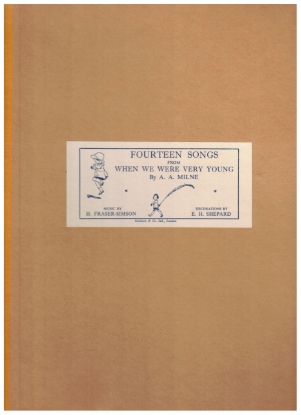 FOURTEEN SONGS
FROM
WHEN WE WERE VERY YOUNG
By A. A. MILNE
MUSIC BY
H. FRASER-SIMSON
DECORATIONS BY
E. H. SHEPARD